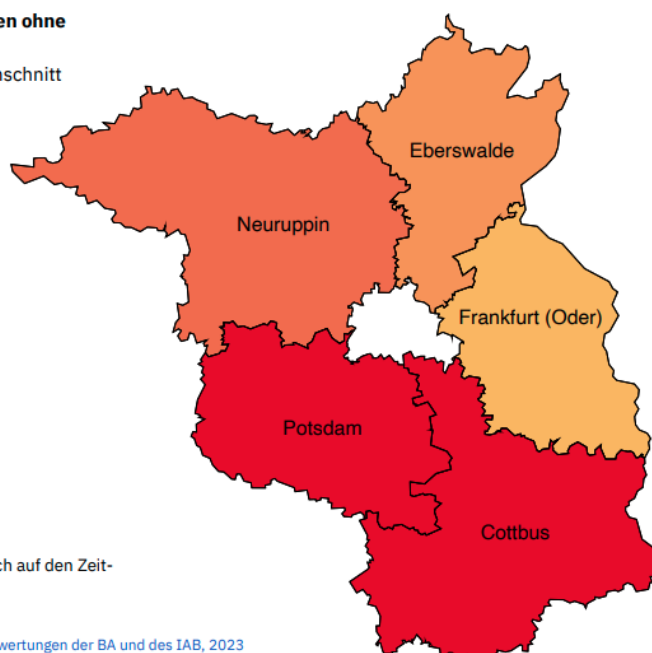 en ohne
nschnitt
Eberswalde
Neuruppin
Frankfurt (Oder)
Potsdam
Cottbus
ch auf den Zeit-
wertungen der BA und des IAB, 2023